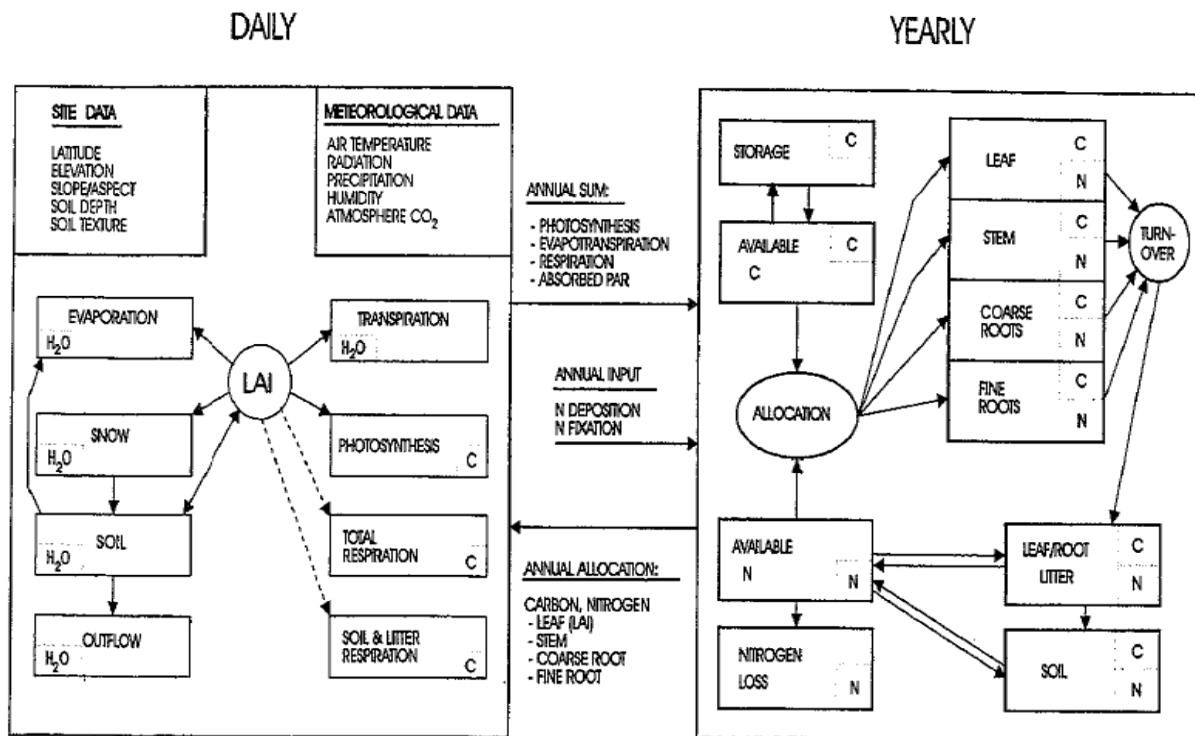 DAILY
YEARLY
SITE DATA
LATITUDE
ELEVATION
SLOPE/ASPECT
SOIL DEPTH
SOIL TEXTURE
METEOROLOGICAL DATA
AIR TEMPERATURE
RADIATION
PRECIPITATION
HUMIDITY
ATMOSPHERE CO₂
EVAPORATION
H₂O
TRANSPIRATION
H₂O
LAI
SNOW
H₂O
PHOTOSYNTHESIS
C
SOIL
H₂O
TOTAL
RESPIRATION
C
OUTFLOW
H₂O
SOIL & LITTER
RESPIRATION
C
ANNUAL SUM:
- PHOTOSYNTHESIS
- EVAPOTRANSPIRATION
- RESPIRATION
- ABSORBED PAR
ANNUAL INPUT
N DEPOSITION
N FIXATION
ANNUAL ALLOCATION:
CARBON, NITROGEN
- LEAF (LAI)
- STEM
- COARSE ROOT
- FINE ROOT
STORAGE
C
AVAILABLE
C
C
ALLOCATION
LEAF
C
N
STEM
C
N
COARSE
ROOTS
C
N
FINE
ROOTS
C
N
TURN-
OVER
AVAILABLE
N
N
LEAF/ROOT
LITTER
C
N
NITROGEN
LOSS
N
SOIL
C
N